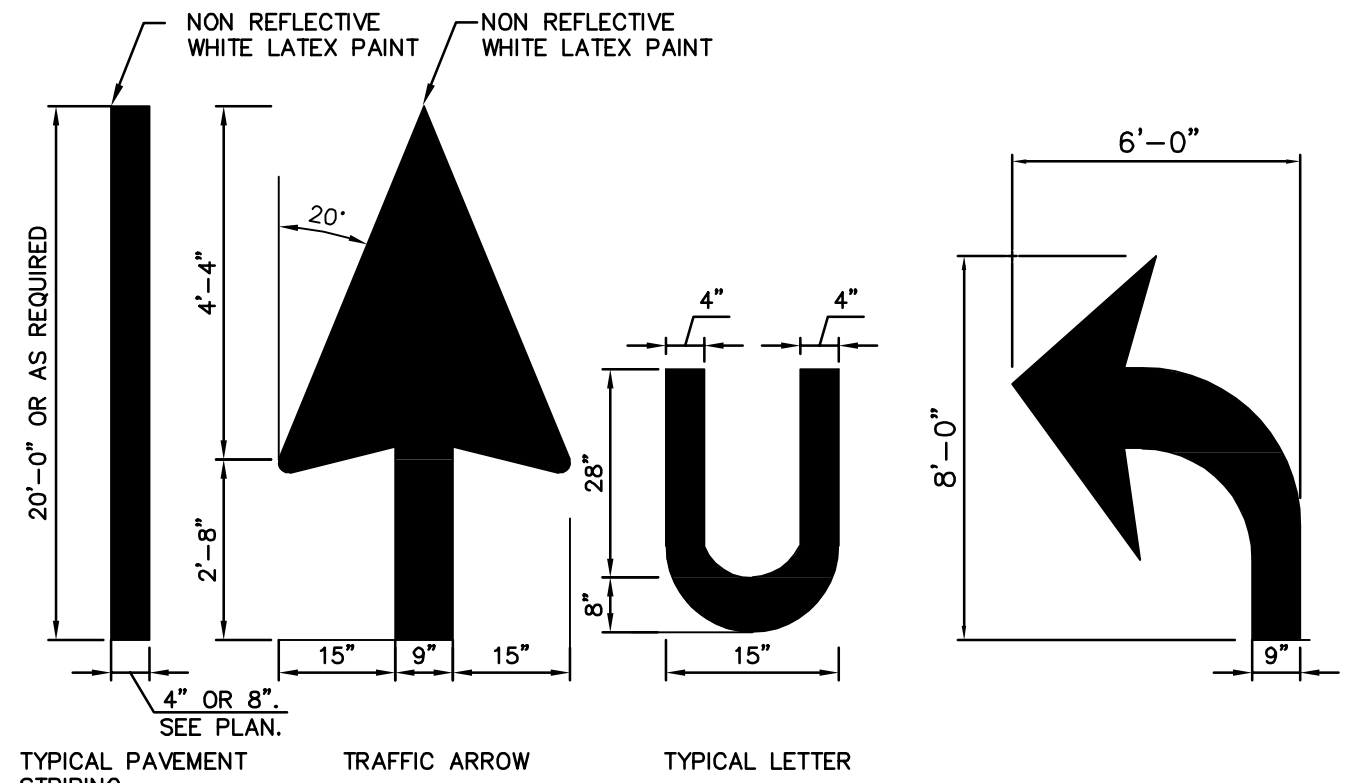 NON REFLECTIVE
WHITE LATEX PAINT
NON REFLECTIVE
WHITE LATEX PAINT
20'-0" OR AS REQUIRED
4" OR 8".
SEE PLAN.
TYPICAL PAVEMENT
STRIPING
20°
4'-4"
2'-8"
15"
9"
15"
TRAFFIC ARROW
4"
4"
28"
8"
15"
TYPICAL LETTER
6'-0"
8'-0"
9"